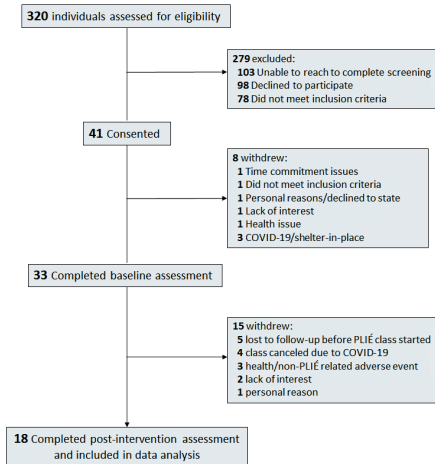 320 individuals assessed for eligibility
279 excluded:
103 Unable to reach to complete screening
98 Declined to participate
78 Did not meet inclusion criteria
41 Consented
8 withdrew:
1 Time commitment issues
1 Did not meet inclusion criteria
1 Personal reasons/declined to state
1 Lack of interest
1 Health issue
3 COVID-19/shelter-in-place
33 Completed baseline assessment
15 withdrew:
5 lost to follow-up before PLIÉ class started
4 class canceled due to COVID-19
3 health/non-PLIÉ related adverse event
2 lack of interest
1 personal reason
18 Completed post-intervention assessment
and included in data analysis